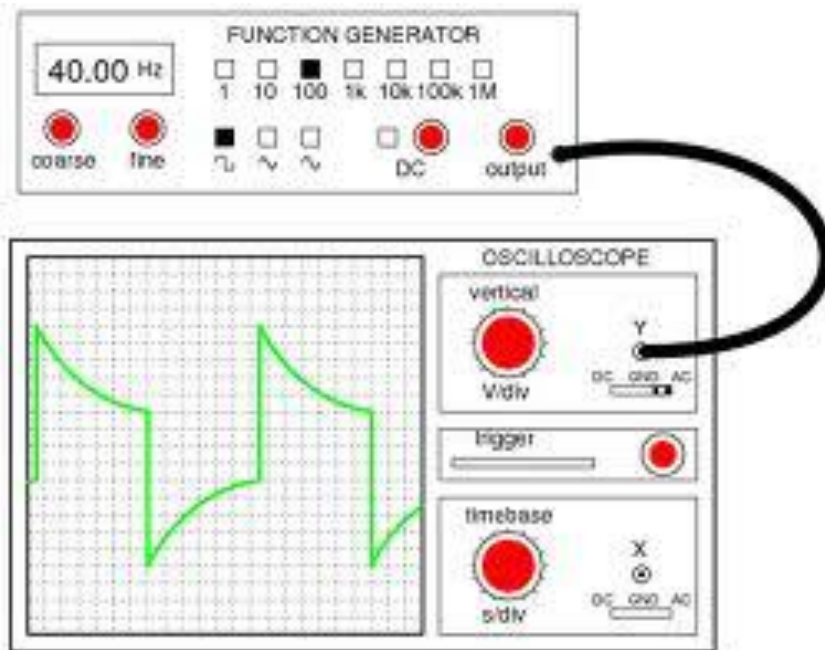 FUNCTION GENERATOR
40.00 Hz
1 10 100 1k 10k 100k 1M
coarse fine DC output
OSCILLOSCOPE
vertical
Y
DC GND AC
V/div
trigger
timebase
X
DC GND AC
s/div